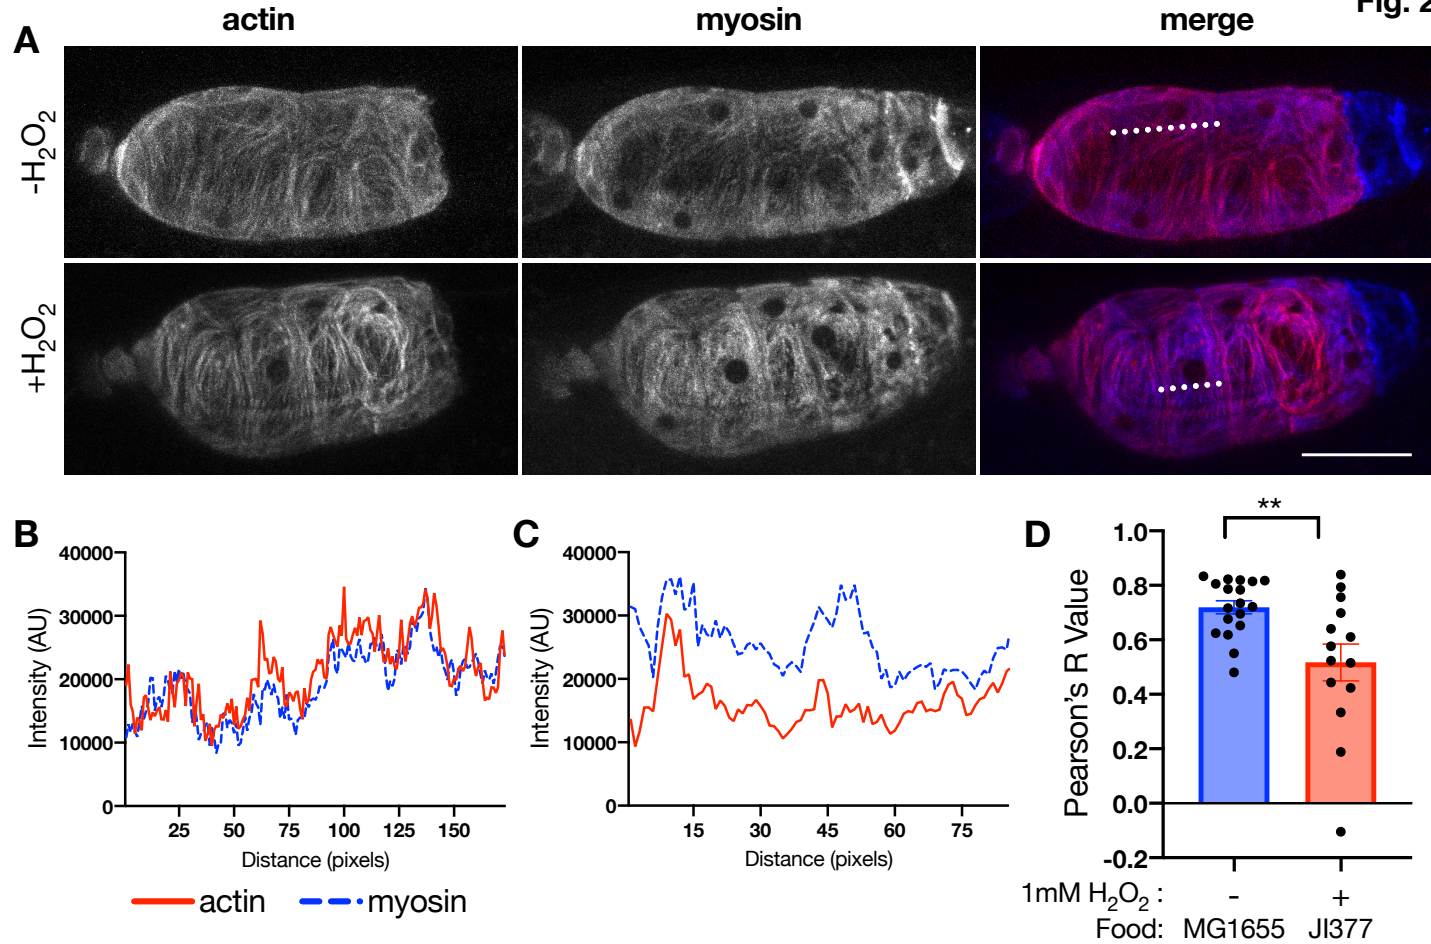 Fig. 2
actin myosin merge
A
-H₂O₂
+H₂O₂
B
40000
30000
20000
10000
0
Intensity (AU)
25 50 75 100 125 150
Distance (pixels)
actin myosin
C
40000
30000
20000
10000
0
Intensity (AU)
15 30 45 60 75
Distance (pixels)
D
**
1.0
0.8
0.6
0.4
0.2
0.0
-0.2
Pearson's R Value
1mM H₂O₂ : - +
Food: MG1655 JI377